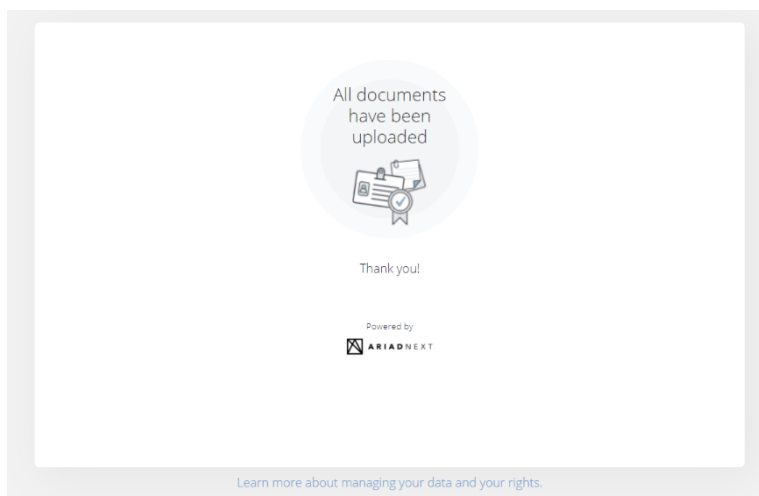 All documents
have been
uploaded
Thank you!
Powered by
ARIADNEXT
Learn more about managing your data and your rights.